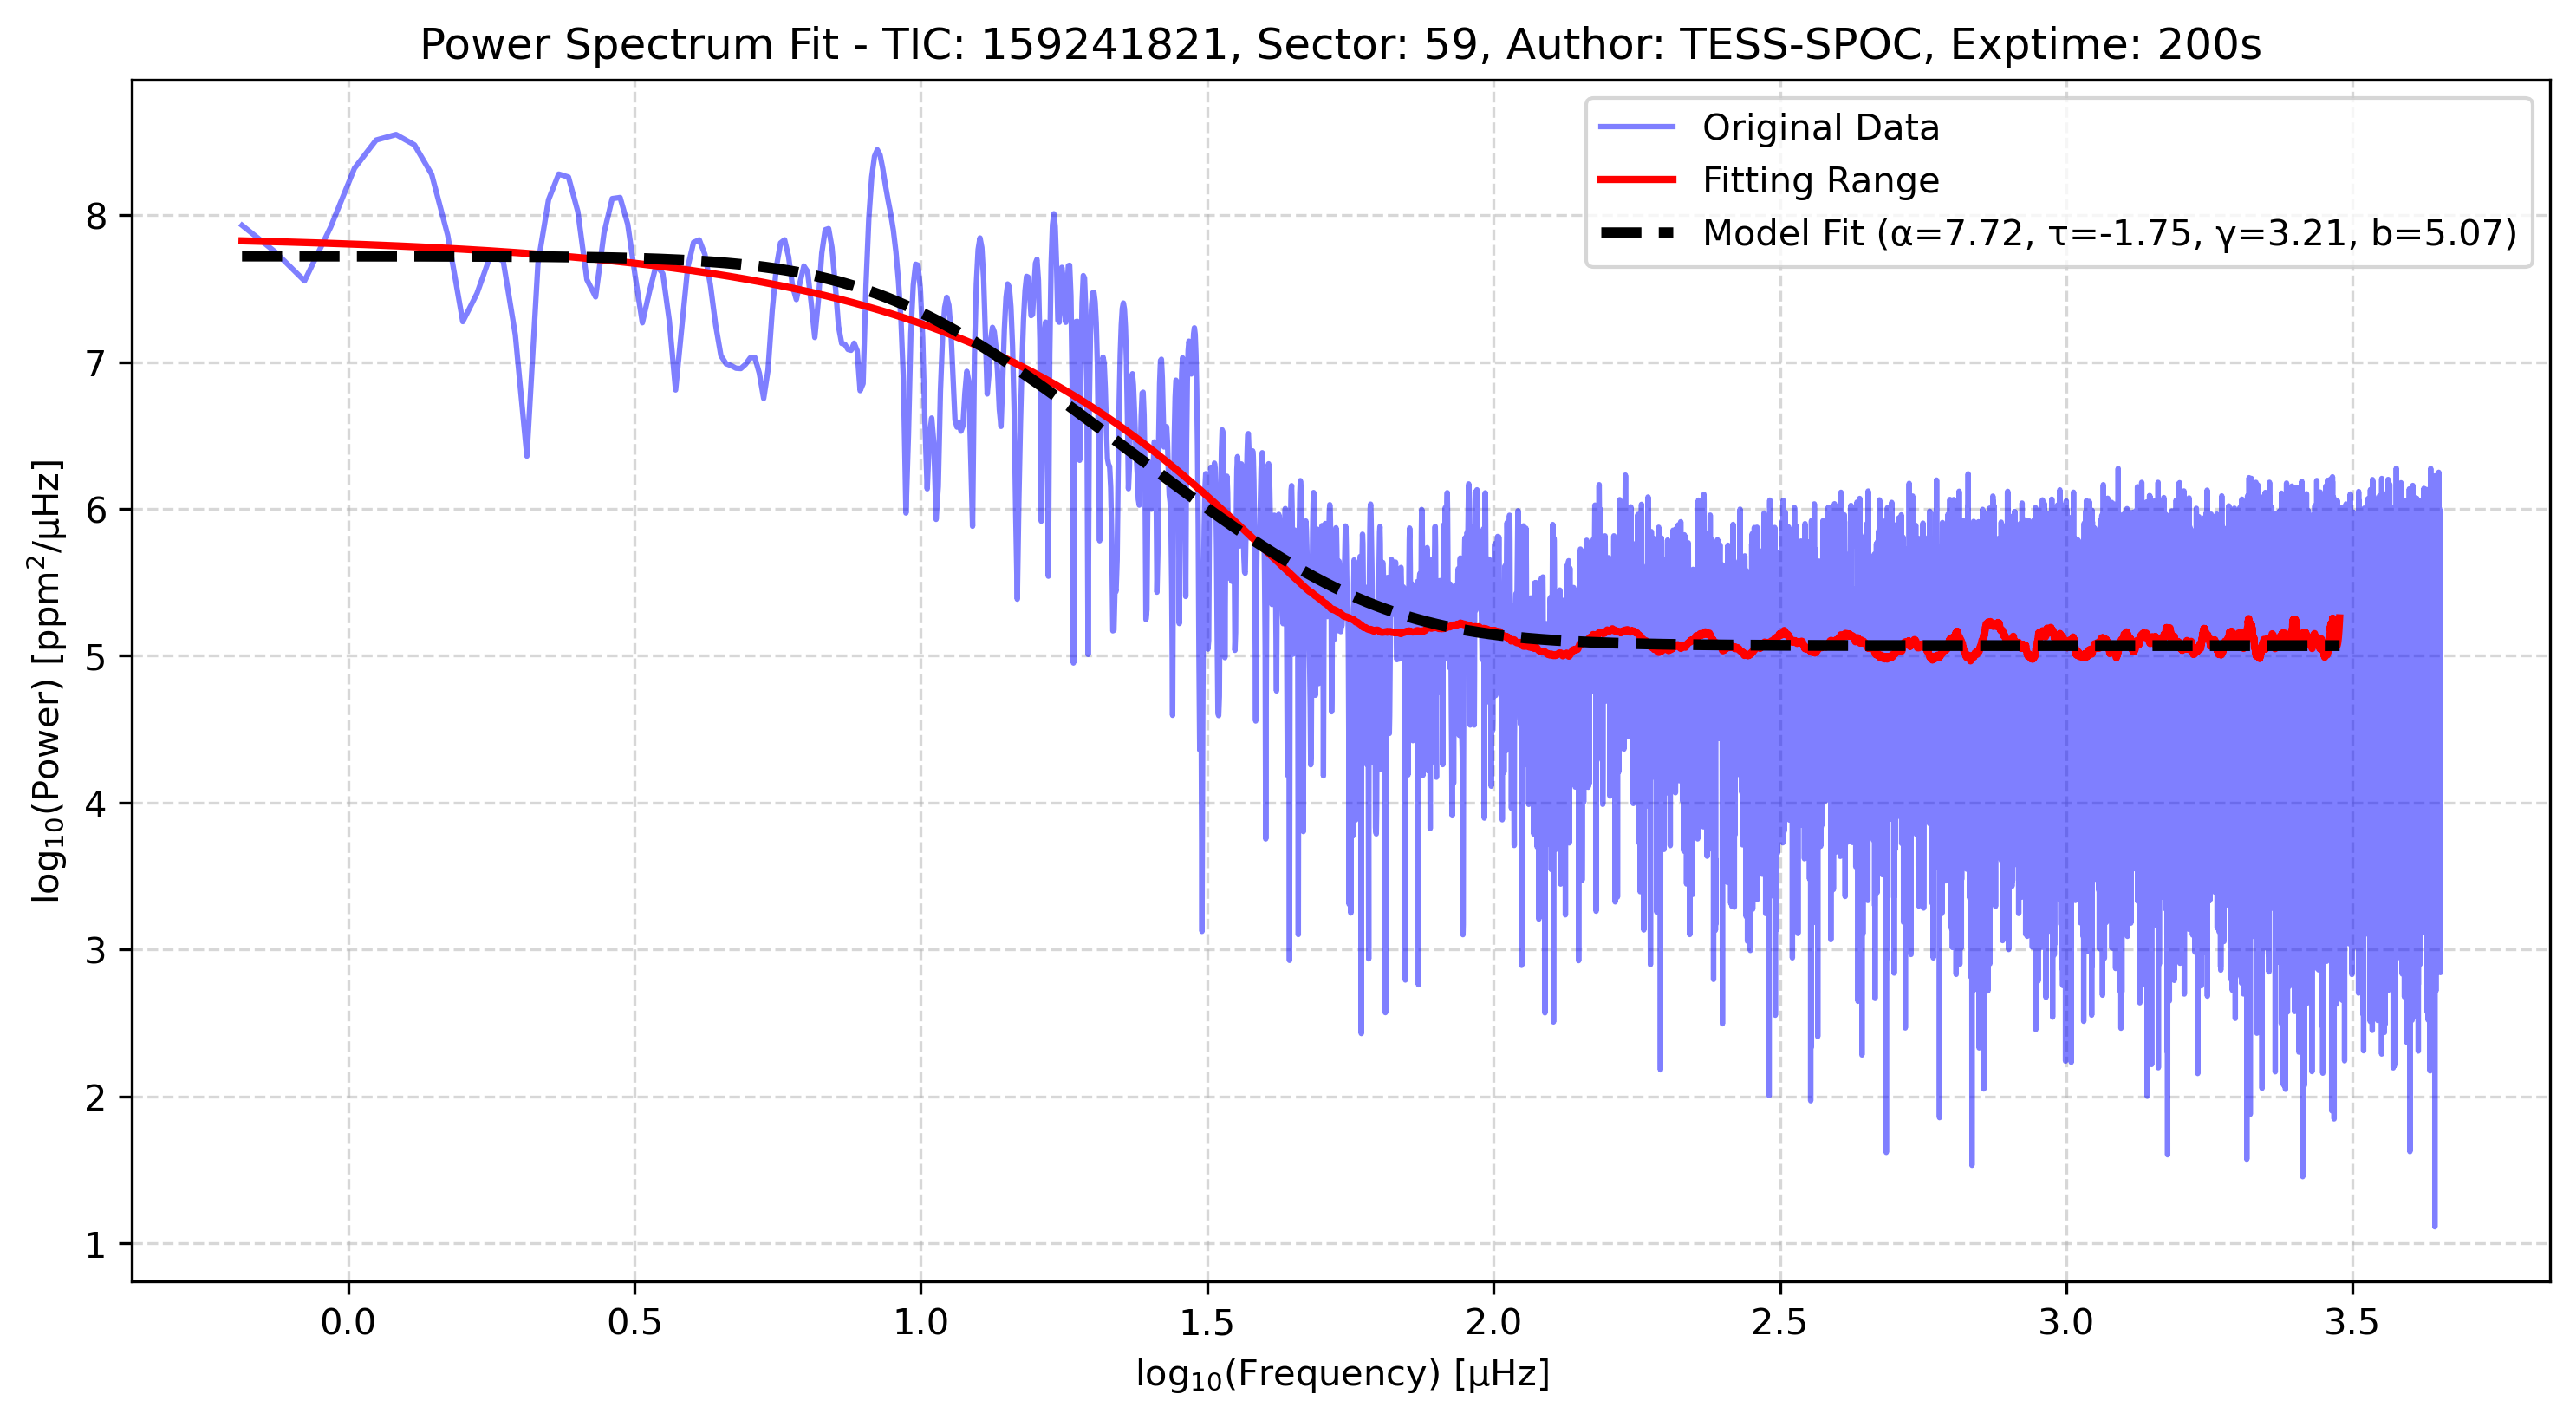 Power Spectrum Fit - TIC: 159241821, Sector: 59, Author: TESS-SPOC, Exptime: 200s
Original Data
Fitting Range
Model Fit (α=7.72, τ=-1.75, γ=3.21, b=5.07)
log₁₀(Power) [ppm²/μHz]
8
7
6
5
4
3
2
1
0.0 0.5 1.0 1.5 2.0 2.5 3.0 3.5
log₁₀(Frequency) [μHz]